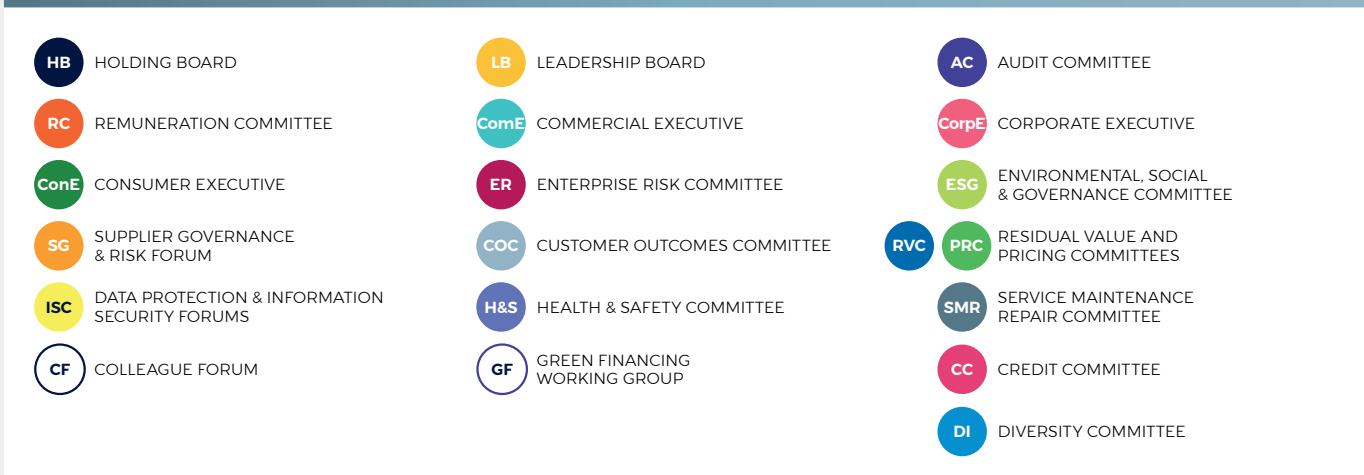 HB HOLDING BOARD
LB LEADERSHIP BOARD
AC AUDIT COMMITTEE
RC REMUNERATION COMMITTEE
ComE COMMERCIAL EXECUTIVE
CorpE CORPORATE EXECUTIVE
ConE CONSUMER EXECUTIVE
ER ENTERPRISE RISK COMMITTEE
ESG ENVIRONMENTAL, SOCIAL
& GOVERNANCE COMMITTEE
SG SUPPLIER GOVERNANCE
& RISK FORUM
COC CUSTOMER OUTCOMES COMMITTEE
RVC PRC RESIDUAL VALUE AND
PRICING COMMITTEES
ISC DATA PROTECTION & INFORMATION
SECURITY FORUMS
H&S HEALTH & SAFETY COMMITTEE
SMR SERVICE MAINTENANCE
REPAIR COMMITTEE
CF COLLEAGUE FORUM
GF GREEN FINANCING
WORKING GROUP
CC CREDIT COMMITTEE
DI DIVERSITY COMMITTEE